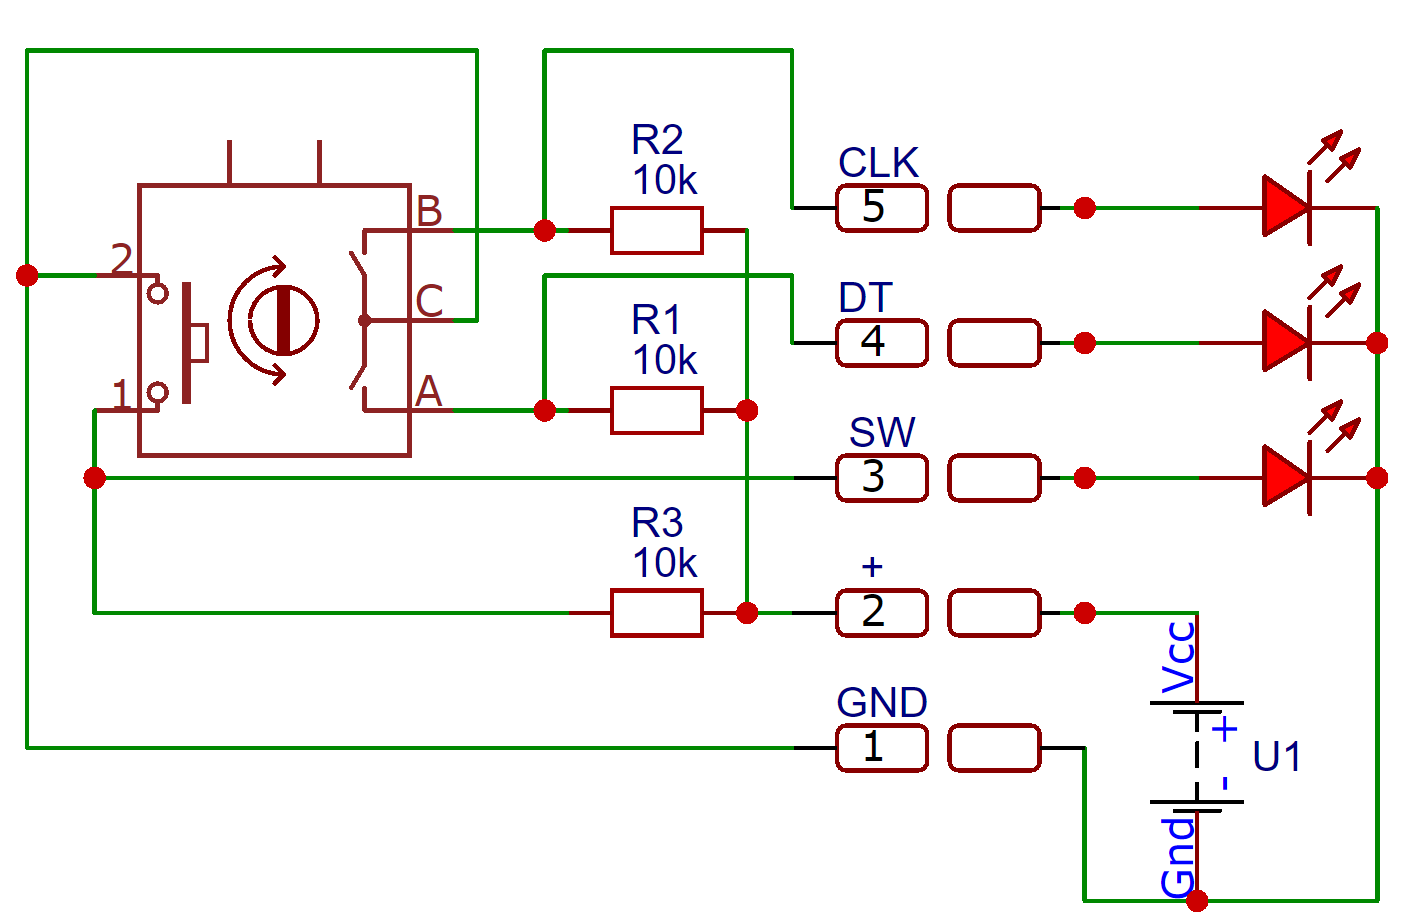 R2
10k
CLK
5
B
2
C
DT
4
R1
10k
A
1
SW
3
R3
10k
+
2
Vcc
GND
1
+
U1
-
Gnd